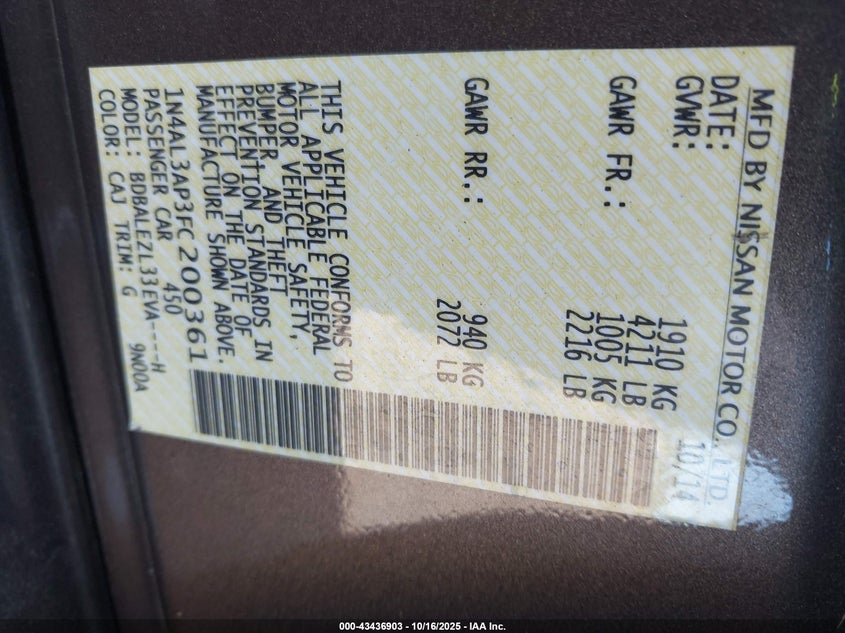 MFD BY NISSAN MOTOR CO., LTD.
DATE: 10/14
GVWR: 1910 KG
4211 LB
GAWR FR.: 1005 KG
2216 LB
GAWR RR.: 940 KG
2072 LB
THIS VEHICLE CONFORMS TO
ALL APPLICABLE FEDERAL
MOTOR VEHICLE SAFETY,
BUMPER AND THEFT
PREVENTION STANDARDS IN
EFFECT ON THE DATE OF
MANUFACTURE SHOWN ABOVE.
1N4AL3AP3FC200361
PASSENGER CAR 450
MODEL: BDBALEZL33EVA----H
COLOR: CAJ TRIM: G 9N00A
000-43436903 - 10/16/2025 - IAA Inc.